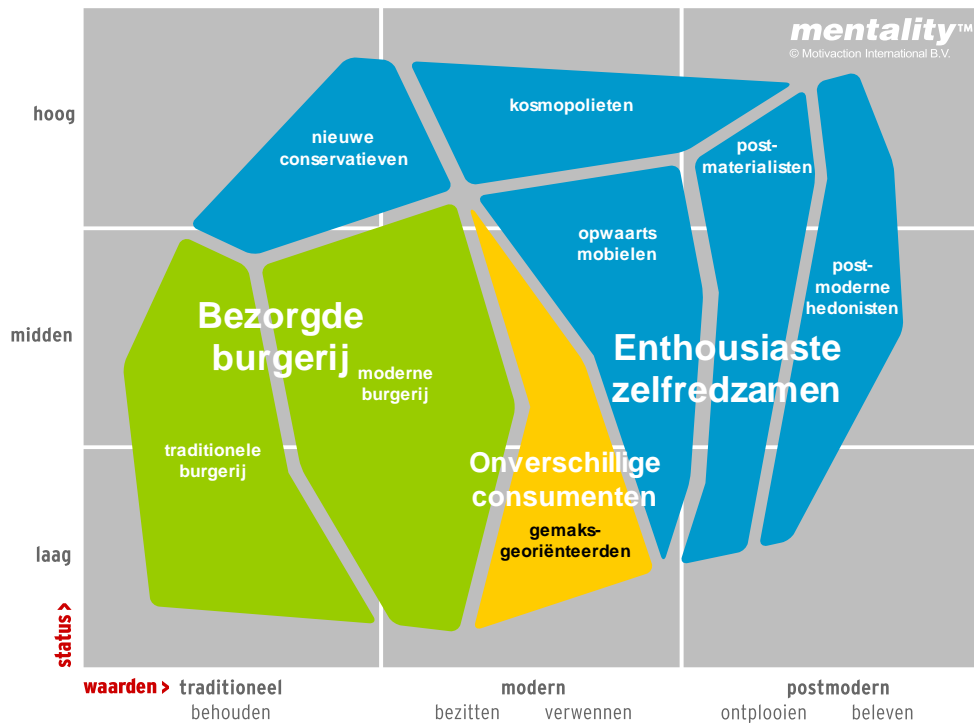 mentality™
© Motivaction International B.V.
hoog
kosmopolieten
nieuwe
conservatieven
post-
materialisten
opwaarts
mobielen
post-
moderne
hedonisten
midden
Bezorgde
burgerij
Enthousiaste
zelfredzamen
moderne
burgerij
traditionele
burgerij
Onverschillige
consumenten
gemaks-
georiënteerden
laag
status >
waarden > traditioneel modern postmodern
behouden bezitten verwennen ontplooien beleven